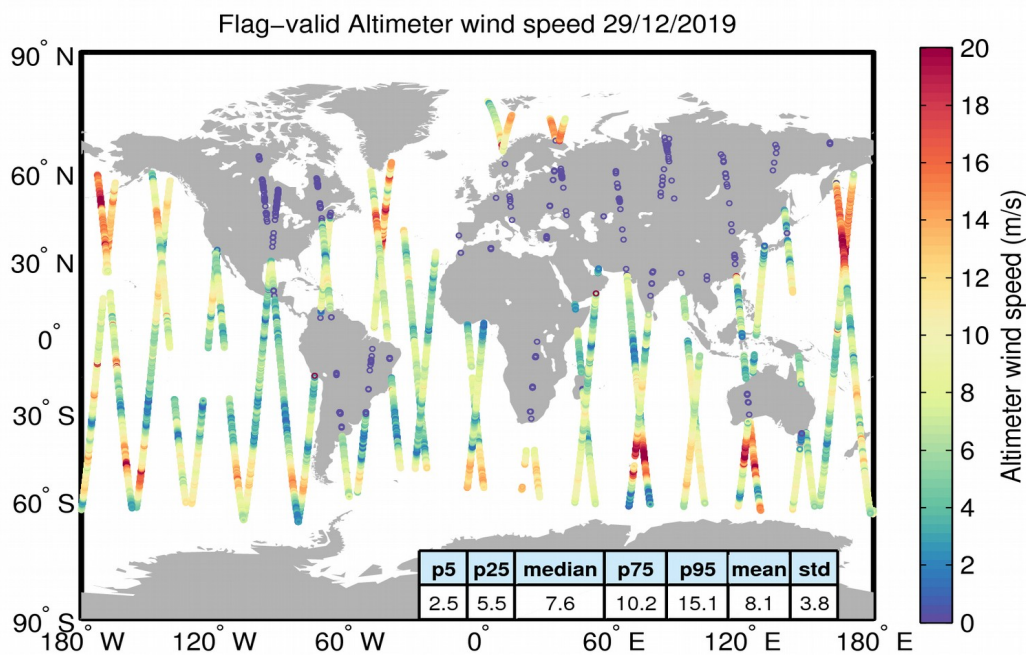 Flag−valid Altimeter wind speed 29/12/2019
90° N
60° N
30° N
0°
30° S
60° S
90° S
180° W
120° W
60° W
0°
60° E
120° E
180° E
p5 p25 median p75 p95 mean std
2.5 5.5 7.6 10.2 15.1 8.1 3.8
20
18
16
14
12
10
8
6
4
2
0
Altimeter wind speed (m/s)